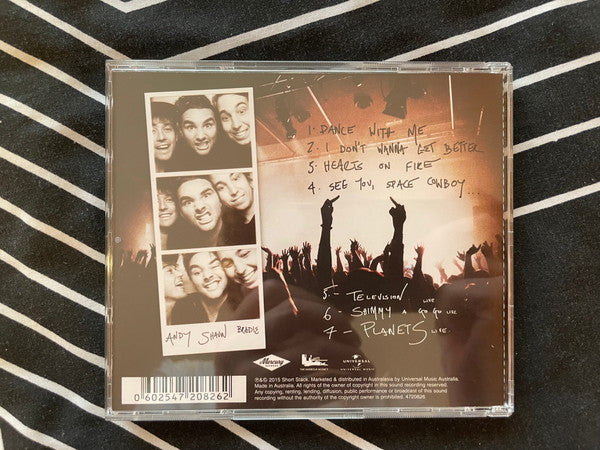 1. DANCE WITH ME
2. I DON'T WANNA GET BETTER
3. HEARTS ON FIRE
4. SEE YOU, SPACE COWBOY...
5- TELEVISION LIVE
6- SHIMMY A GO GO LIVE
7- PLANETS LIVE
ANDY SHAUN BRADIE
Mercury
UNIVERSAL
UNIVERSAL MUSIC
℗&© 2015 Short Stack. Marketed & distributed in Australasia by Universal Music Australia.
Made in Australia. All rights of the owner of copyright in this sound recording reserved.
Any copying, renting, lending, diffusion, public performance or broadcast of this sound
recording without the authority of the copyright owner is prohibited. 4720826
0 602547 208262